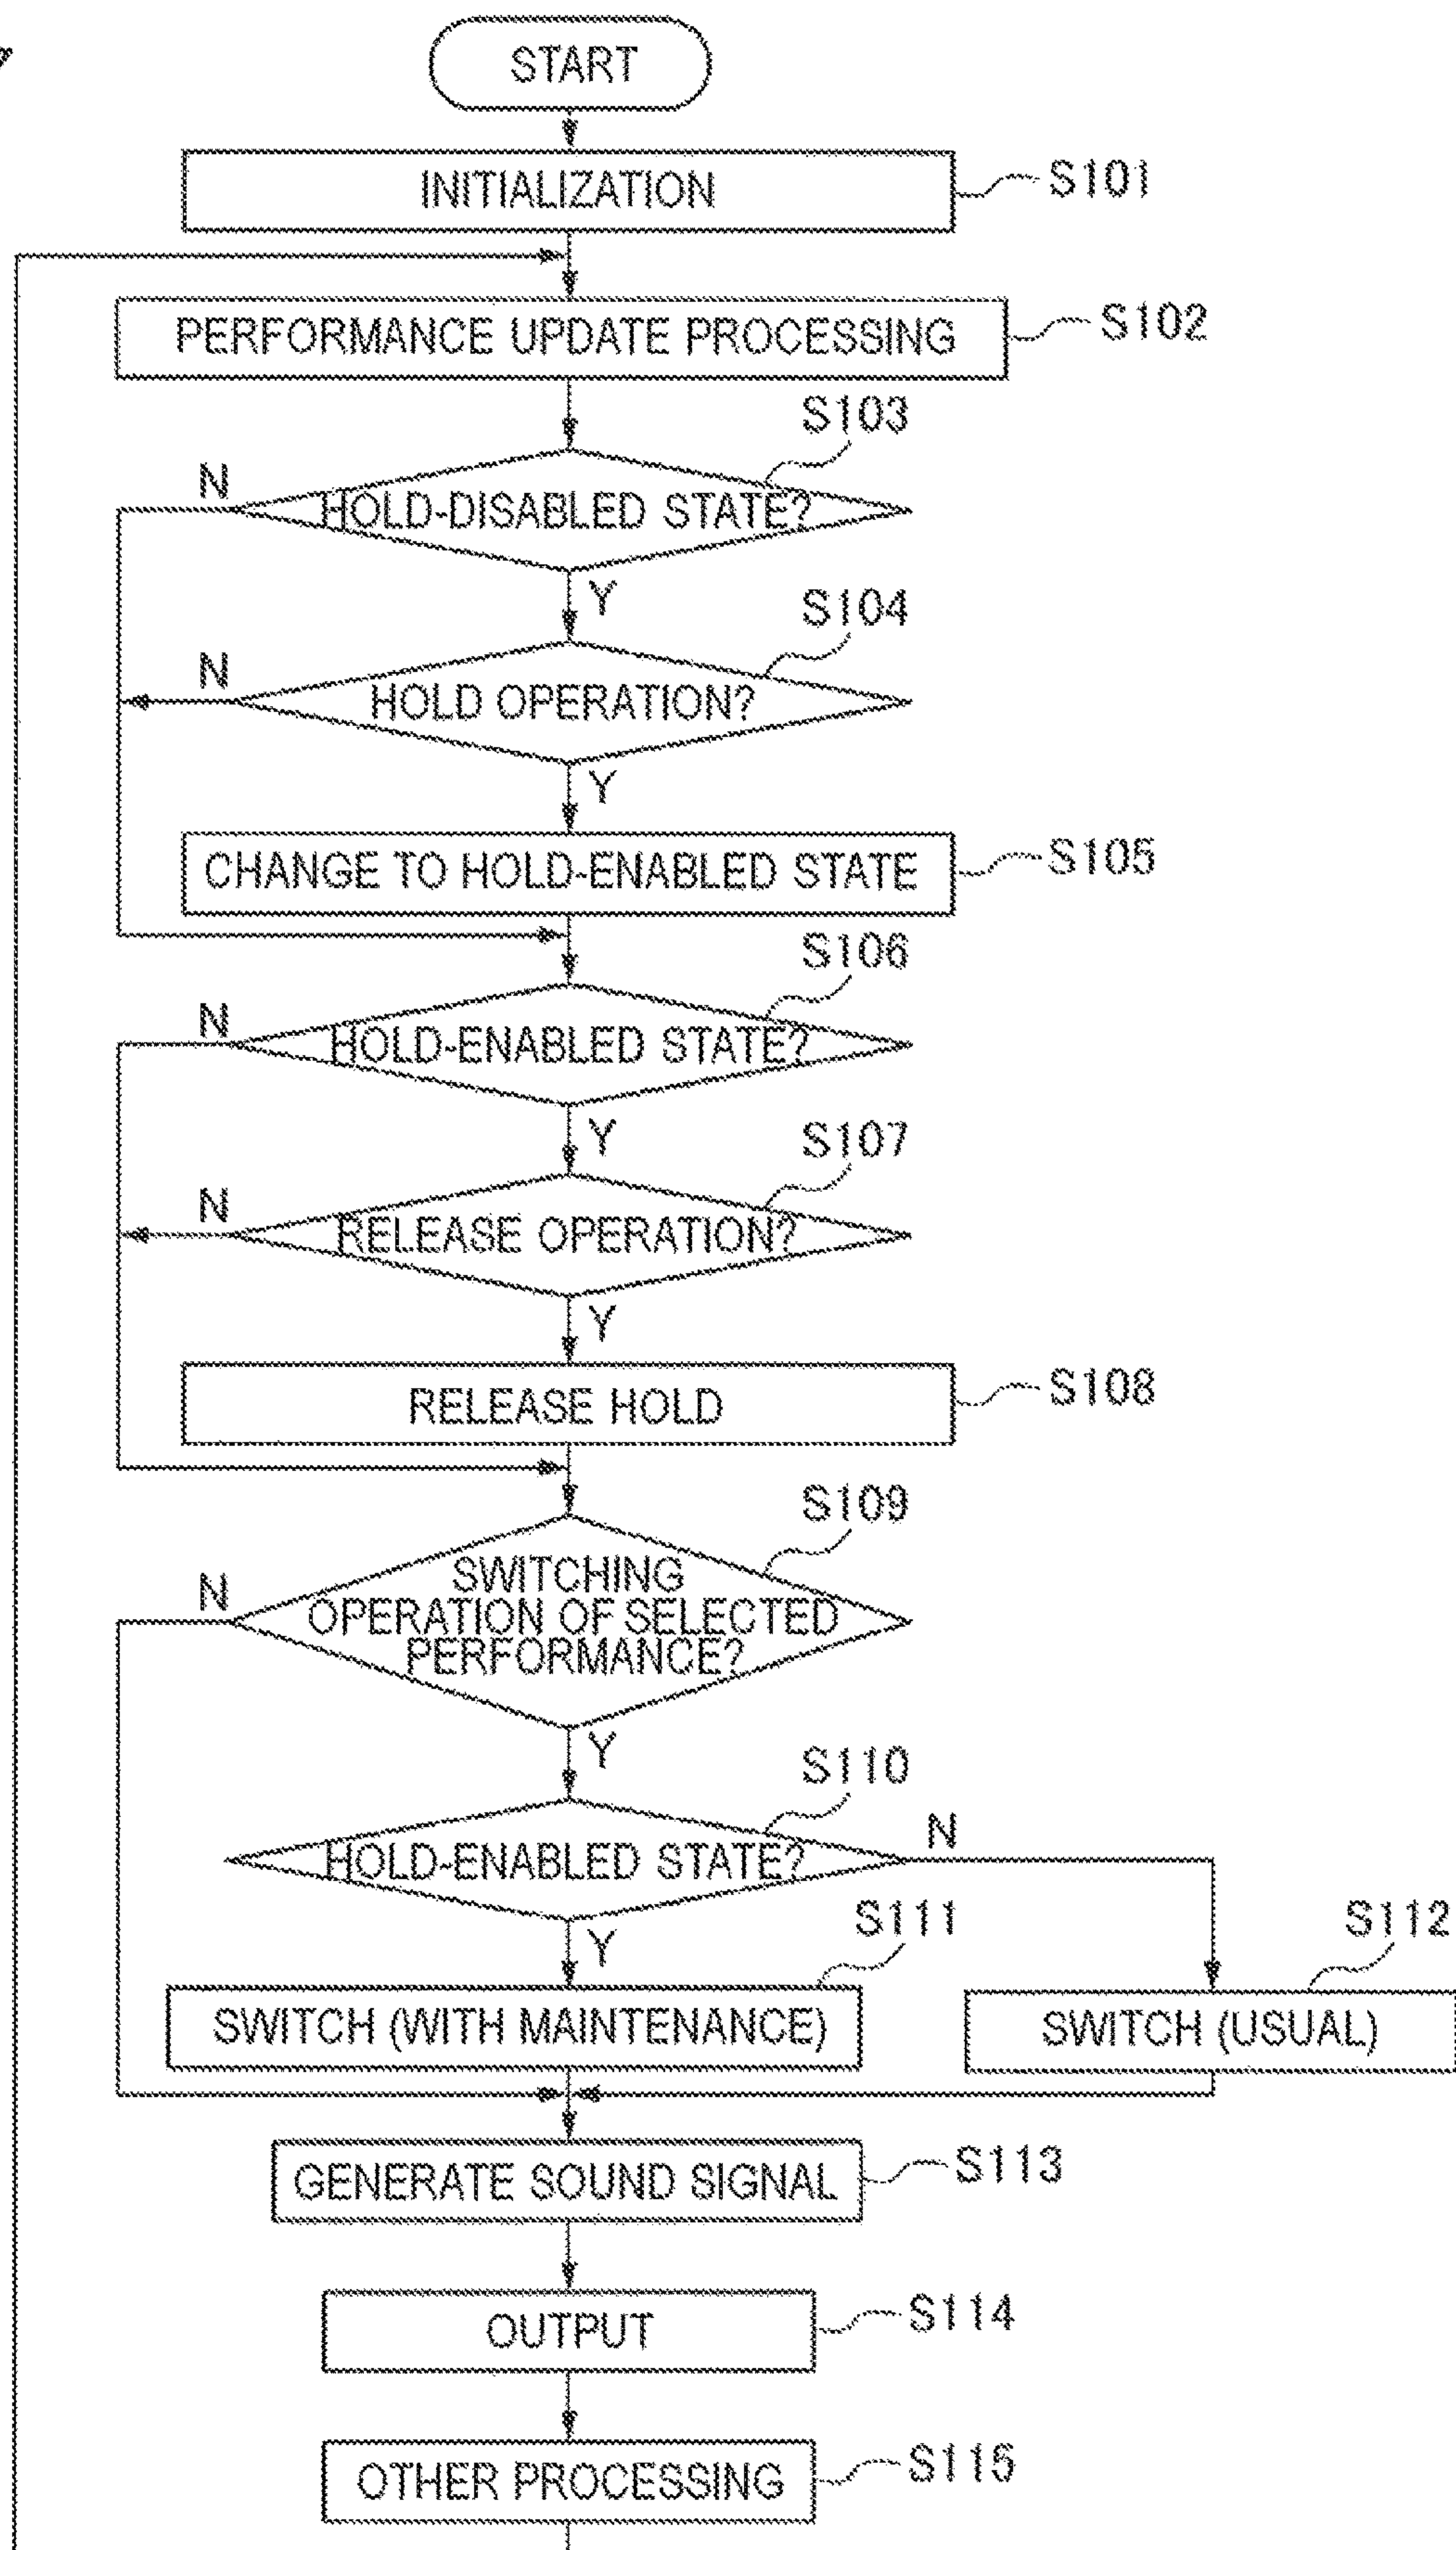 START
INITIALIZATION
S101
PERFORMANCE UPDATE PROCESSING
S102
S103
N
HOLD-DISABLED STATE?
Y
S104
N
HOLD OPERATION?
Y
CHANGE TO HOLD-ENABLED STATE
S105
S106
N
HOLD-ENABLED STATE?
Y
S107
N
RELEASE OPERATION?
Y
RELEASE HOLD
S108
S109
N
SWITCHING
OPERATION OF SELECTED
PERFORMANCE?
Y
S110
HOLD-ENABLED STATE?
N
Y
S111
S112
SWITCH (WITH MAINTENANCE)
SWITCH (USUAL)
GENERATE SOUND SIGNAL
S113
OUTPUT
S114
OTHER PROCESSING
S115